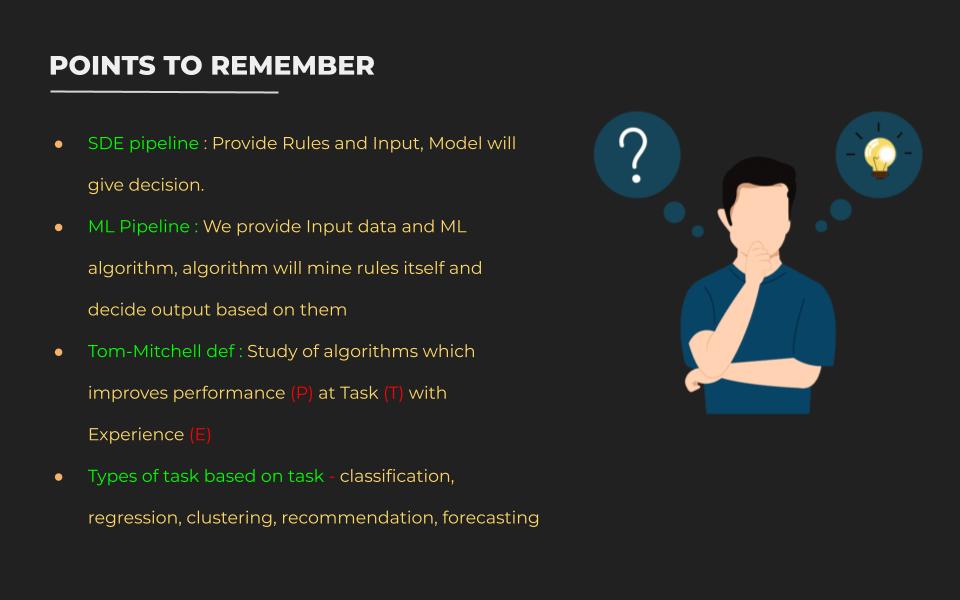 POINTS TO REMEMBER
● SDE pipeline : Provide Rules and Input, Model will
give decision.
● ML Pipeline : We provide Input data and ML
algorithm, algorithm will mine rules itself and
decide output based on them
● Tom-Mitchell def : Study of algorithms which
improves performance (P) at Task (T) with
Experience (E)
● Types of task based on task - classification,
regression, clustering, recommendation, forecasting
?